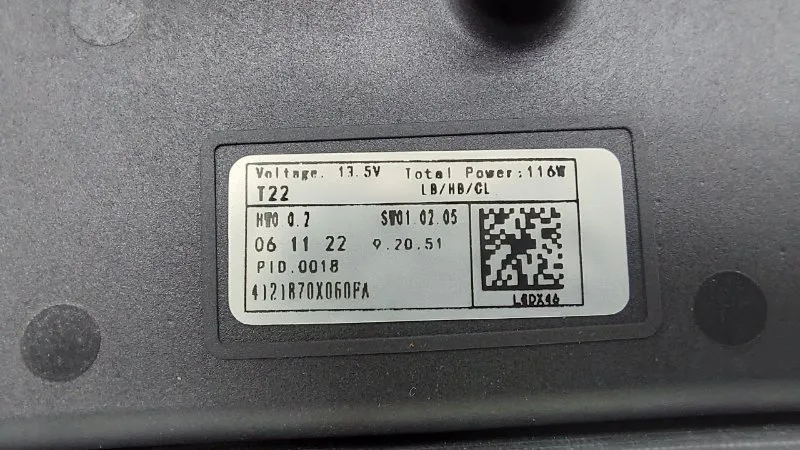 Voltage. 13.5V Total Power:116W
T22 LB/HB/CL
HW0.0.2 SW01.02.05
06 11 22 9.20.51
PID.0018
4121870X060FA
L6DX46